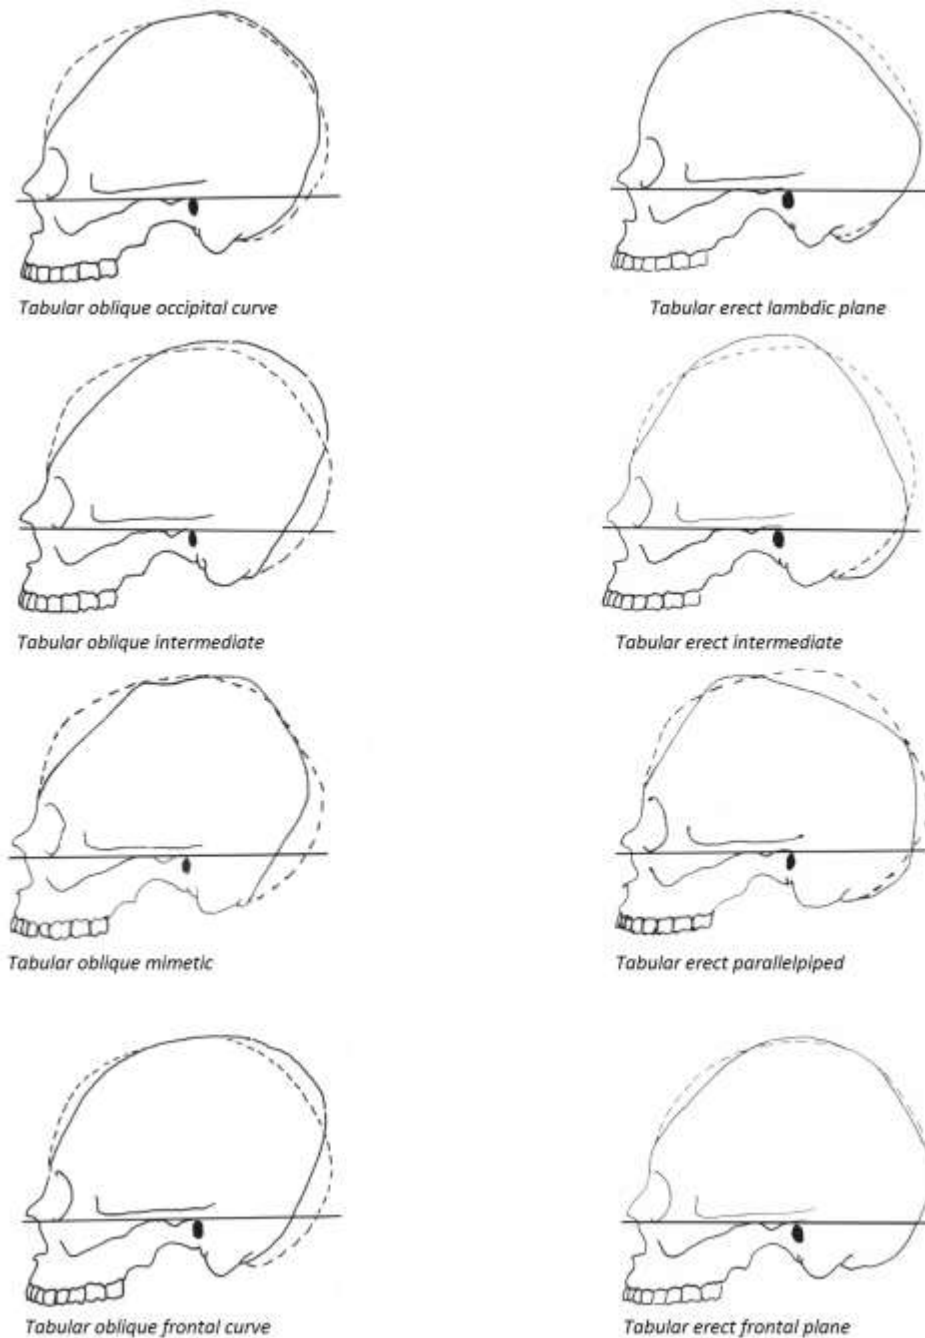 Tabular oblique occipital curve
Tabular erect lambdic plane
Tabular oblique intermediate
Tabular erect intermediate
Tabular oblique mimetic
Tabular erect parallelpiped
Tabular oblique frontal curve
Tabular erect frontal plane